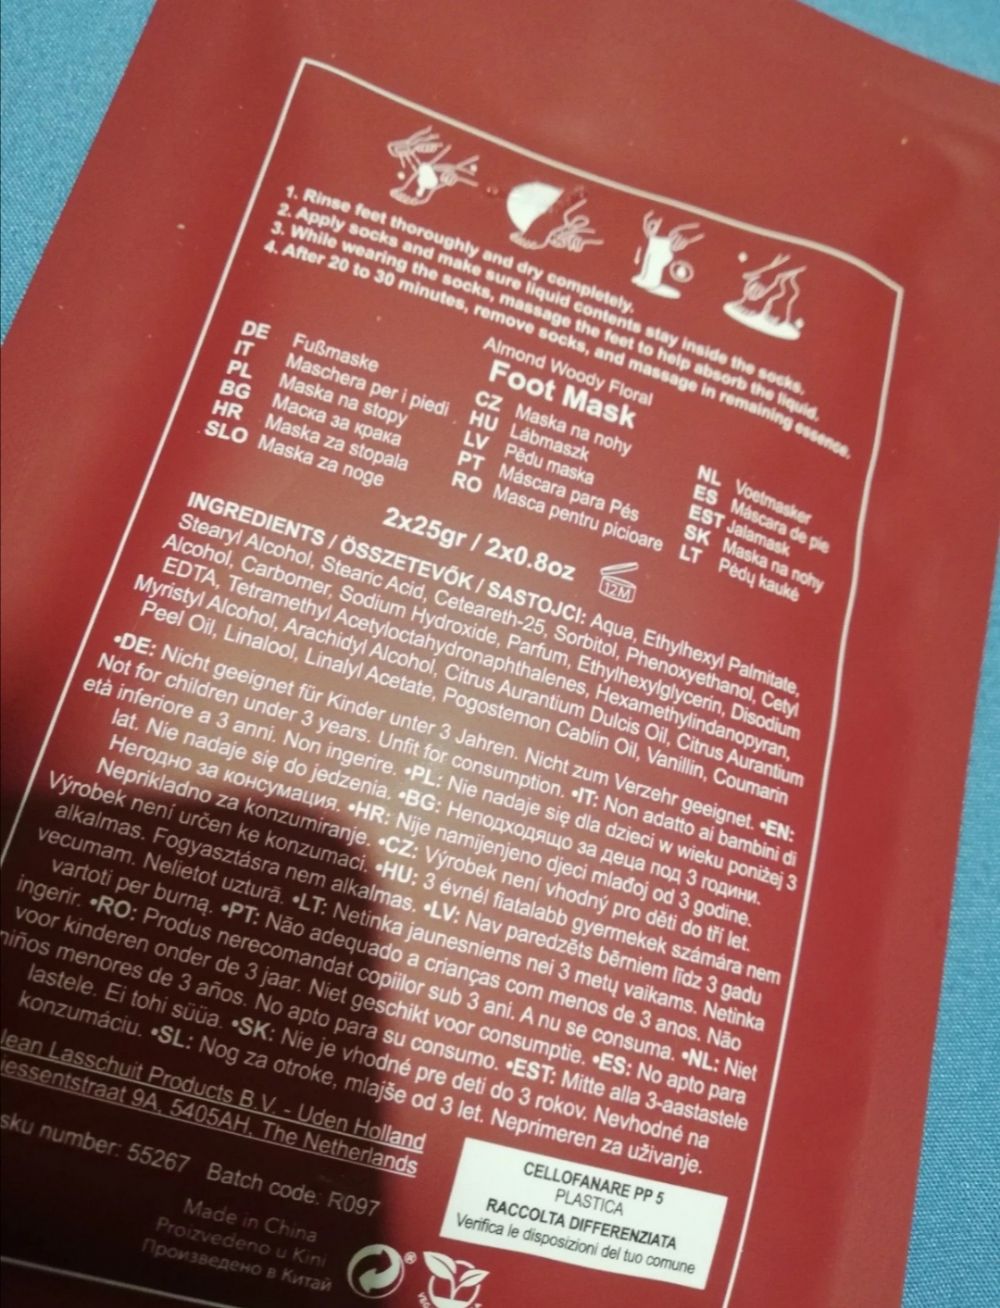 1. Rinse feet thoroughly and dry completely.
2. Apply socks and make sure liquid contents stay inside the socks.
3. While wearing the socks, massage the feet to help absorb the liquid.
4. After 20 to 30 minutes, remove socks, and massage in remaining essence.
Almond Woody Floral
Foot Mask
DE Fußmaske
IT Maschera per i piedi
PL Maska na stopy
BG Маска за крака
HR Maska za stopala
SLO Maska za noge
CZ Maska na nohy
HU Lábmaszk
LV Pēdu maska
PT Máscara para Pés
RO Masca pentru picioare
NL Voetmasker
ES Máscara de pie
EST Jalamask
SK Maska na nohy
LT Pėdų kaukė
2x25gr / 2x0.8oz
12M
INGREDIENTS / ÖSSZETEVŐK / SASTOJCI: Aqua, Ethylhexyl Palmitate,
Stearyl Alcohol, Stearic Acid, Ceteareth-25, Sorbitol, Phenoxyethanol, Cetyl
Alcohol, Carbomer, Sodium Hydroxide, Parfum, Ethylhexylglycerin, Disodium
EDTA, Tetramethyl Acetyloctahydronaphthalenes, Hexamethylindanopyran,
Myristyl Alcohol, Arachidyl Alcohol, Citrus Aurantium Dulcis Oil, Citrus Aurantium
Peel Oil, Linalool, Linalyl Acetate, Pogostemon Cablin Oil, Vanillin, Coumarin
•DE: Nicht geeignet für Kinder unter 3 Jahren. Nicht zum Verzehr geeignet. •EN:
Not for children under 3 years. Unfit for consumption. •IT: Non adatto ai bambini di
età inferiore a 3 anni. Non ingerire. •PL: Nie nadaje się dla dzieci w wieku poniżej 3
lat. Nie nadaje się do jedzenia. •BG: Неподходящо за деца под 3 години.
Негодно за консумация. •HR: Nije namijenjeno djeci mlađoj od 3 godine.
Neprikladno za konzumiranje. •CZ: Výrobek není vhodný pro děti do tří let.
Výrobek není určen ke konzumaci. •HU: 3 évnél fiatalabb gyermekek számára nem
alkalmas. Fogyasztásra nem alkalmas. •LV: Nav paredzēts bērniem līdz 3 gadu
vecumam. Nelietot uzturā. •LT: Netinka jaunesniems nei 3 metų vaikams. Netinka
vartoti per burną. •PT: Não adequado a crianças com menos de 3 anos. Não
ingerir. •RO: Produs nerecomandat copiilor sub 3 ani. A nu se consuma. •NL: Niet
voor kinderen onder de 3 jaar. Niet geschikt voor consumptie. •ES: No apto para
niños menores de 3 años. No apto para su consumo. •EST: Mitte alla 3-aastastele
lastele. Ei tohi süüa. •SK: Nie je vhodné pre deti do 3 rokov. Nevhodné na
konzumáciu. •SL: Nog za otroke, mlajše od 3 let. Neprimeren za uživanje.
Jean Lasschuit Products B.V. - Uden Holland
essentstraat 9A, 5405AH, The Netherlands
sku number: 55267 Batch code: R097
Made in China
Proizvedeno u Kini
Произведено в Китай
CELLOFANARE PP 5
PLASTICA
RACCOLTA DIFFERENZIATA
Verifica le disposizioni del tuo comune